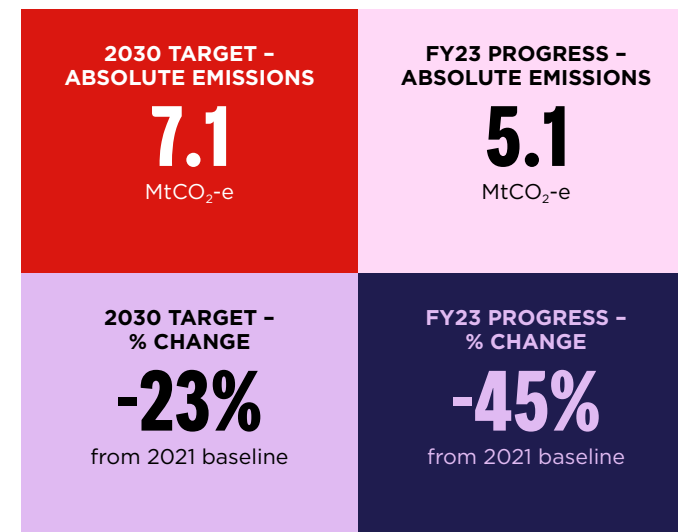 2030 TARGET –
ABSOLUTE EMISSIONS
7.1
MtCO₂-e
FY23 PROGRESS –
ABSOLUTE EMISSIONS
5.1
MtCO₂-e
2030 TARGET –
% CHANGE
-23%
from 2021 baseline
FY23 PROGRESS –
% CHANGE
-45%
from 2021 baseline